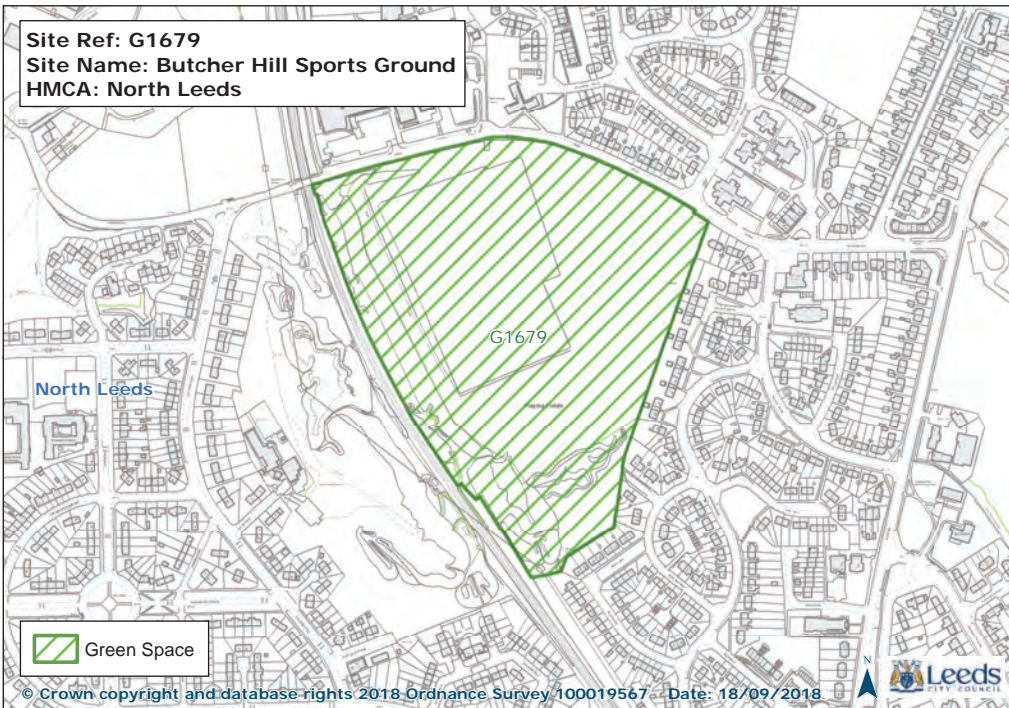 Site Ref: G1679
Site Name: Butcher Hill Sports Ground
HMCA: North Leeds
G1679
North Leeds
Green Space
N
Leeds
CITY COUNCIL
© Crown copyright and database rights 2018 Ordnance Survey 100019567 Date: 18/09/2018